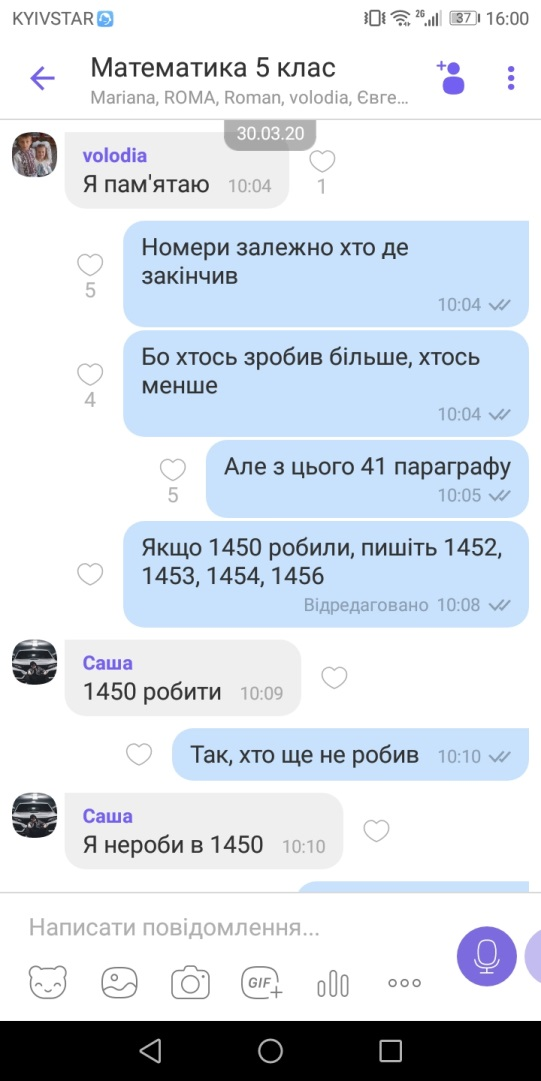 KYIVSTAR 2G 37 16:00
Математика 5 клас
Mariana, ROMA, Roman, volodia, Євге...
30.03.20
volodia
Я пам'ятаю 10:04
1
Номери залежно хто де
закінчив
5
10:04
Бо хтось зробив більше, хтось
менше
4
10:04
Але з цього 41 параграфу
5
10:05
Якщо 1450 робили, пишіть 1452,
1453, 1454, 1456
Відредаговано 10:08
Саша
1450 робити 10:09
Так, хто ще не робив 10:10
Саша
Я нероби в 1450 10:10
Написати повідомлення...
GIF